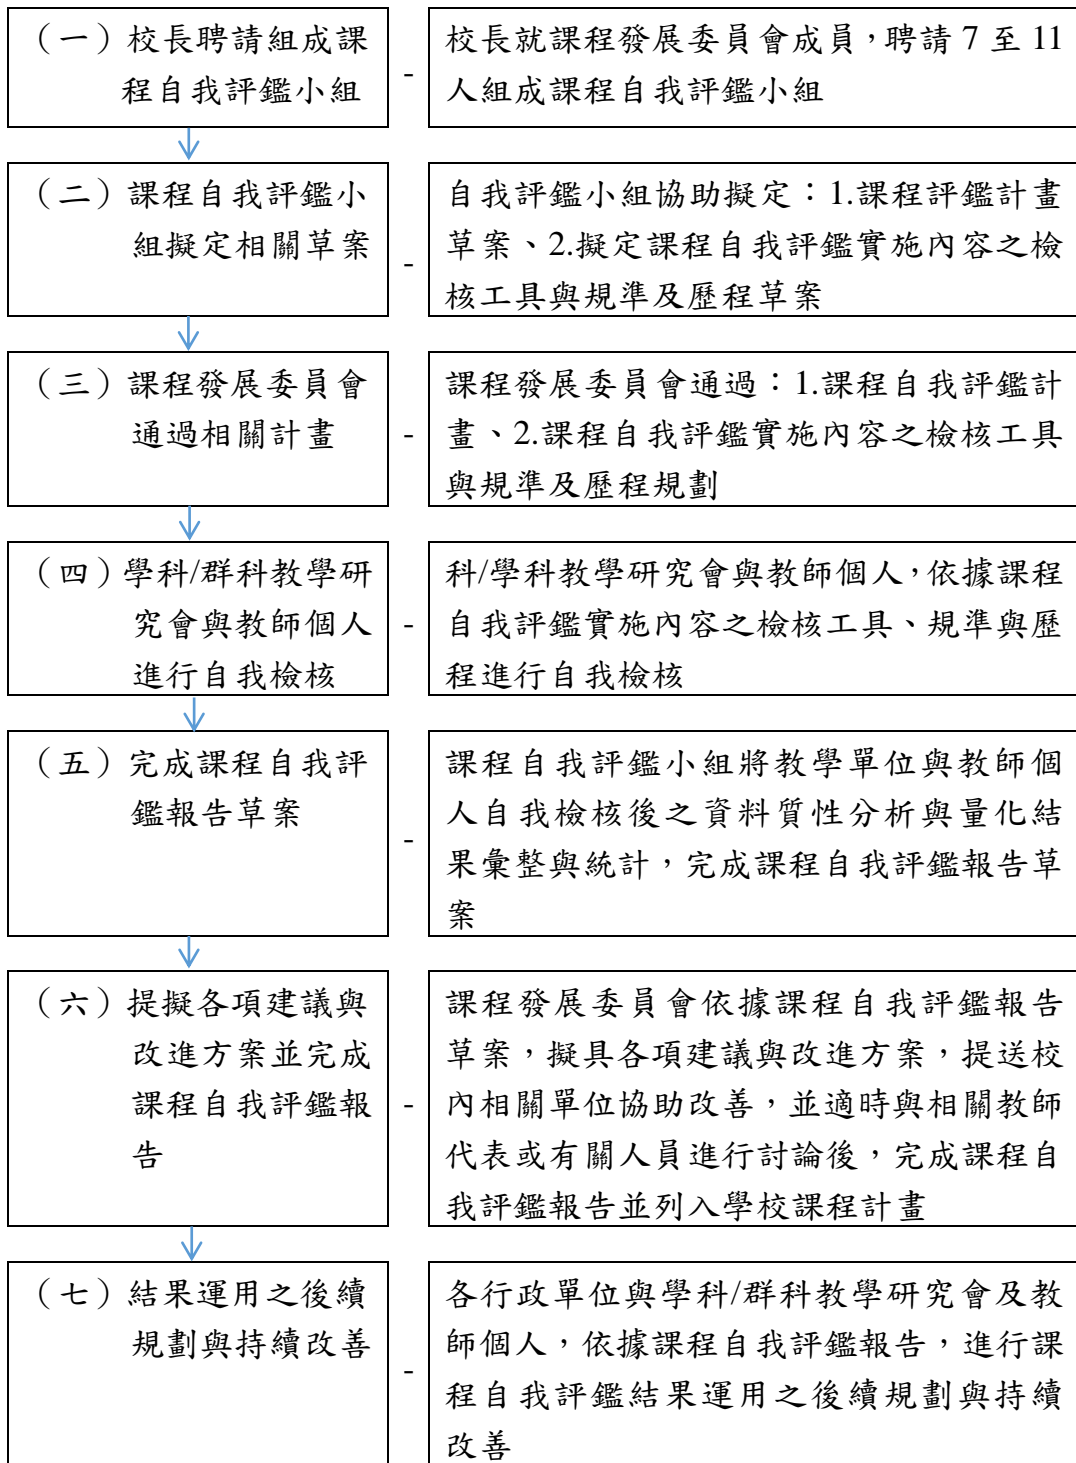 （一）校長聘請組成課
程自我評鑑小組
-
校長就課程發展委員會成員，聘請 7 至 11
人組成課程自我評鑑小組
（二）課程自我評鑑小
組擬定相關草案
-
自我評鑑小組協助擬定：1.課程評鑑計畫
草案、2.擬定課程自我評鑑實施內容之檢
核工具與規準及歷程草案
（三）課程發展委員會
通過相關計畫
-
課程發展委員會通過：1.課程自我評鑑計
畫、2.課程自我評鑑實施內容之檢核工具
與規準及歷程規劃
（四）學科/群科教學研
究會與教師個人
進行自我檢核
-
科/學科教學研究會與教師個人，依據課程
自我評鑑實施內容之檢核工具、規準與歷
程進行自我檢核
（五）完成課程自我評
鑑報告草案
-
課程自我評鑑小組將教學單位與教師個
人自我檢核後之資料質性分析與量化結
果彙整與統計，完成課程自我評鑑報告草
案
（六）提擬各項建議與
改進方案並完成
課程自我評鑑報
告
-
課程發展委員會依據課程自我評鑑報告
草案，擬具各項建議與改進方案，提送校
內相關單位協助改善，並適時與相關教師
代表或有關人員進行討論後，完成課程自
我評鑑報告並列入學校課程計畫
（七）結果運用之後續
規劃與持續改善
-
各行政單位與學科/群科教學研究會及教
師個人，依據課程自我評鑑報告，進行課
程自我評鑑結果運用之後續規劃與持續
改善